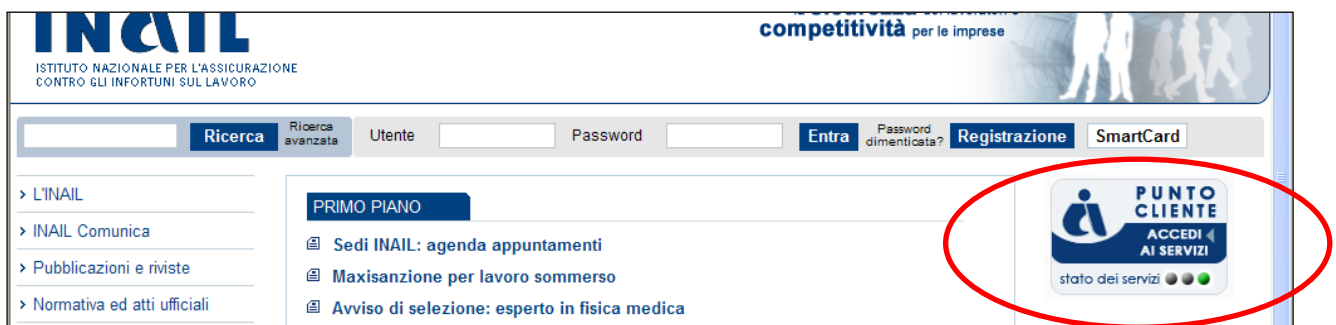 INAIL
competitività per le imprese
ISTITUTO NAZIONALE PER L'ASSICURAZIONE
CONTRO GLI INFORTUNI SUL LAVORO
Ricerca
Ricerca avanzata
Utente
Password
Entra
Password dimenticata?
Registrazione
SmartCard
L'INAIL
INAIL Comunica
Pubblicazioni e riviste
Normativa ed atti ufficiali
PRIMO PIANO
Sedi INAIL: agenda appuntamenti
Maxisanzione per lavoro sommerso
Avviso di selezione: esperto in fisica medica
PUNTO
CLIENTE
ACCEDI
AI SERVIZI
stato dei servizi